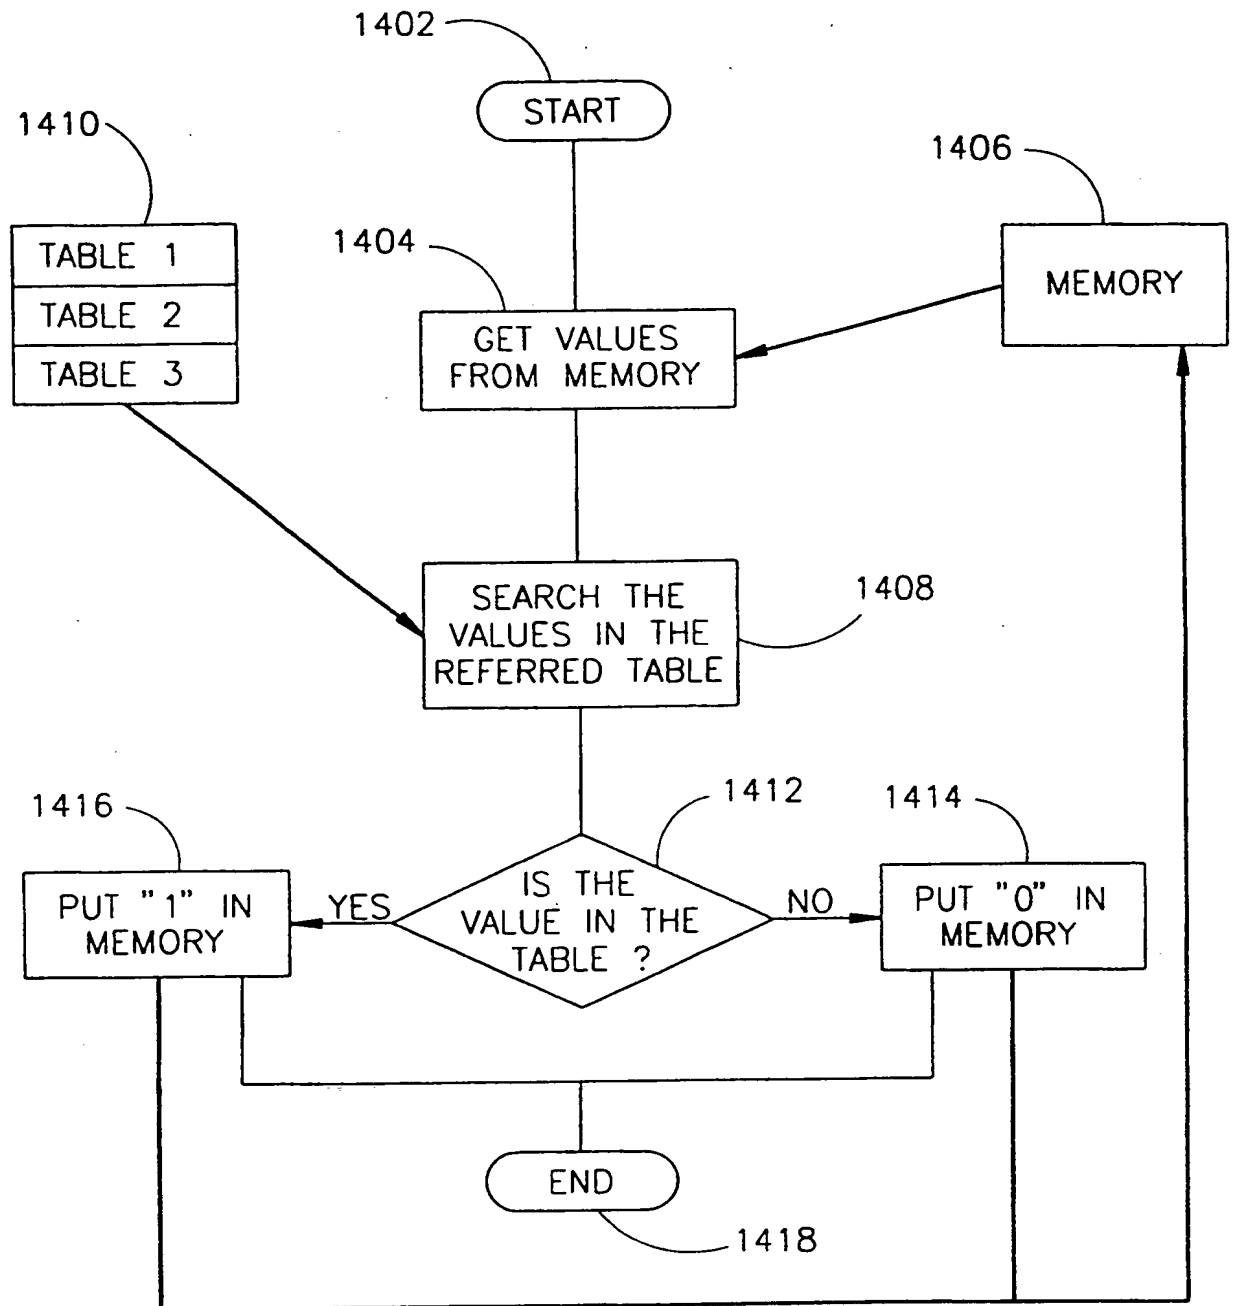 1402
START
1410
1406
TABLE 1
TABLE 2
TABLE 3
1404
MEMORY
GET VALUES
FROM MEMORY
SEARCH THE
VALUES IN THE
REFERRED TABLE
1408
1416
1412
1414
PUT "1" IN
MEMORY
YES
IS THE
VALUE IN THE
TABLE ?
NO
PUT "0" IN
MEMORY
END
1418